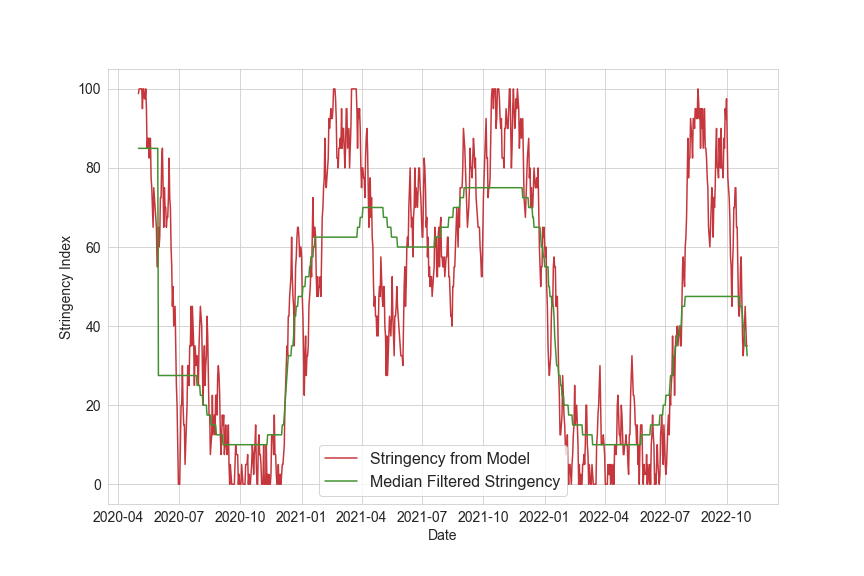 100
80
60
40
20
0
Stringency Index
Stringency from Model
Median Filtered Stringency
2020-04 2020-07 2020-10 2021-01 2021-04 2021-07 2021-10 2022-01 2022-04 2022-07 2022-10
Date